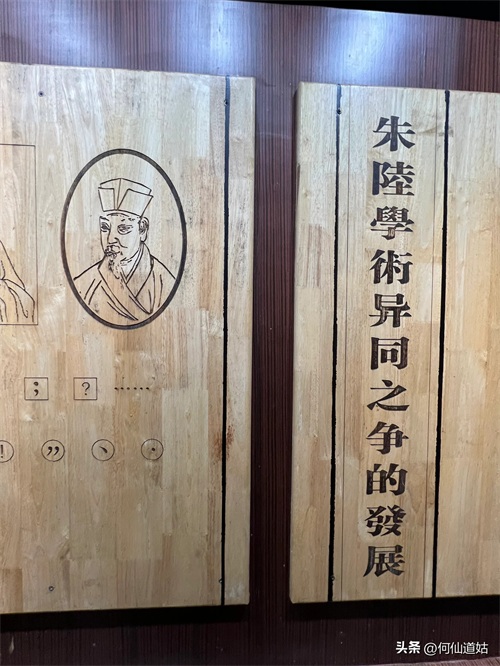 朱陸學術异同之争的發展
; ? ……
! ” 、 ·
头条 @何仙道姑